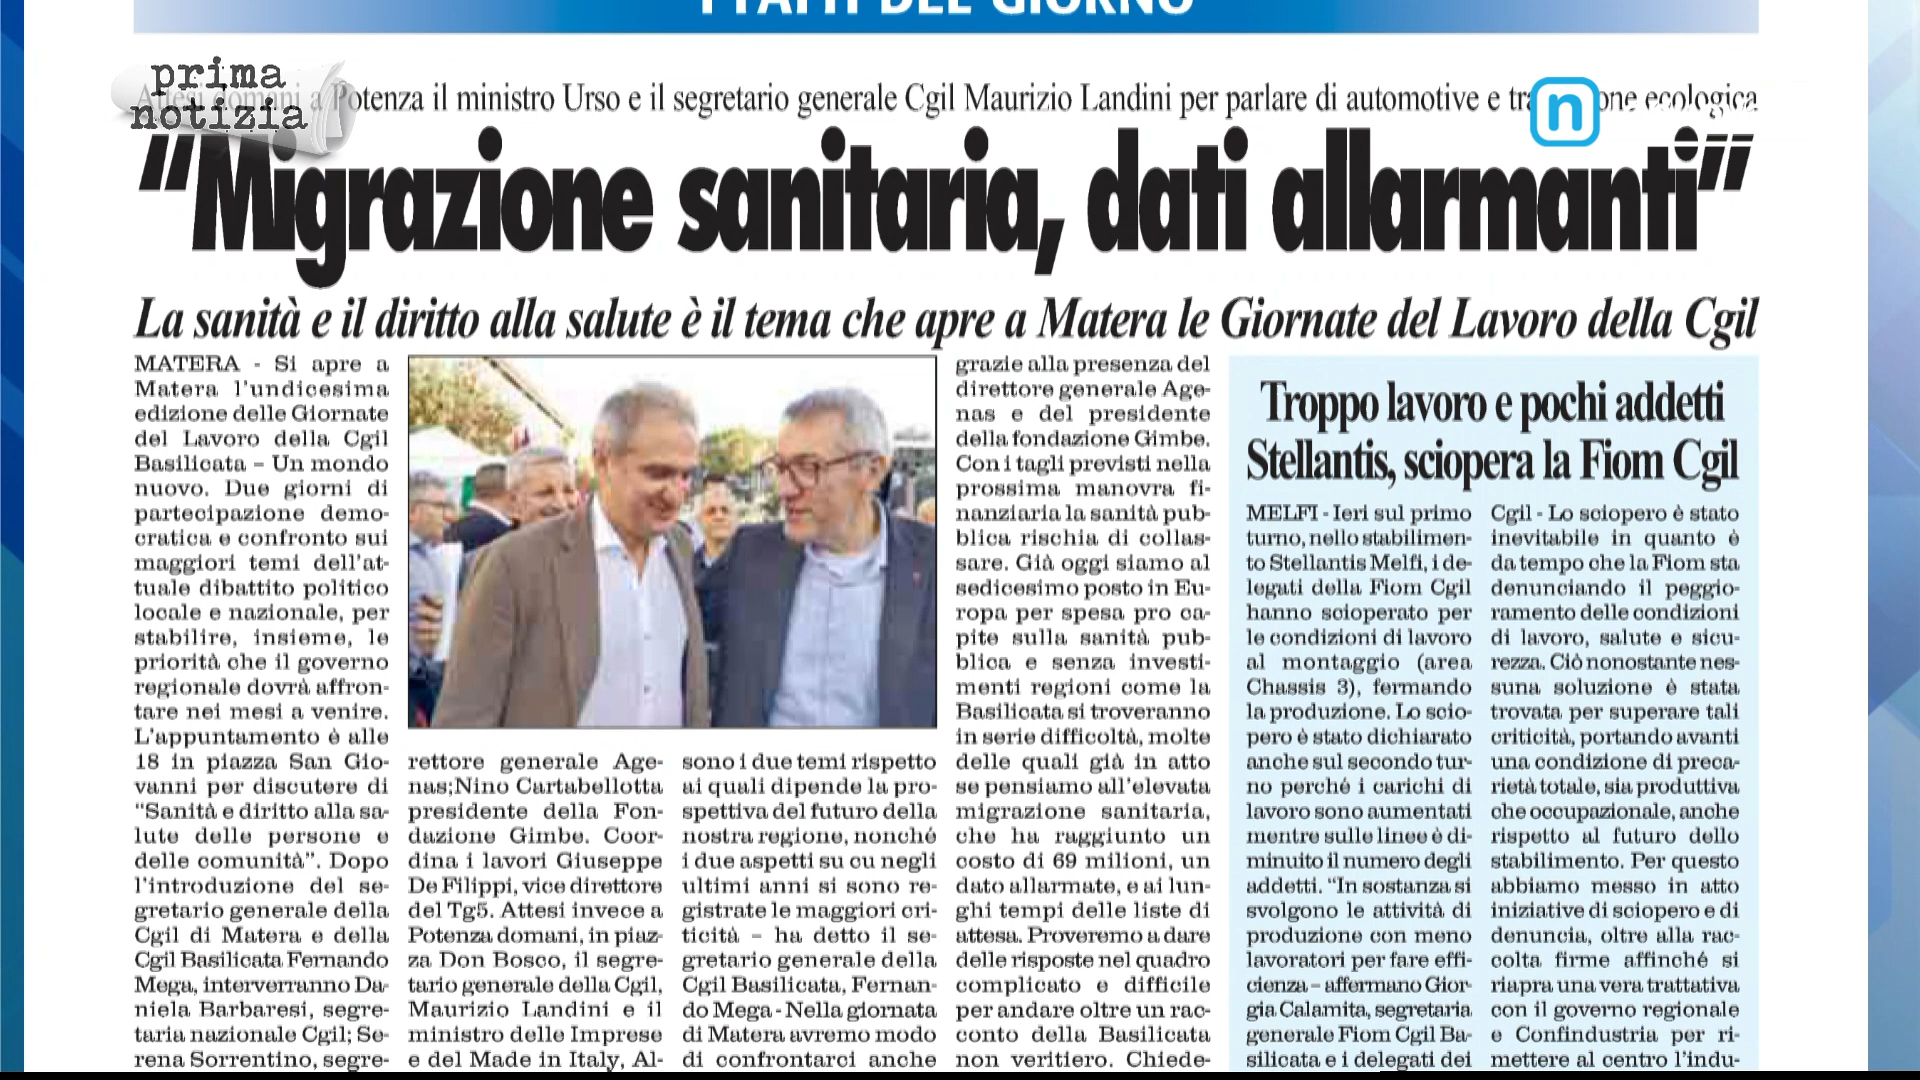 I FATTI DEL GIORNO
prima
notizia
Attesi domani a Potenza il ministro Urso e il segretario generale Cgil Maurizio Landini per parlare di automotive e transizione ecologica
n
“Migrazione sanitaria, dati allarmanti”
La sanità e il diritto alla salute è il tema che apre a Matera le Giornate del Lavoro della Cgil
MATERA - Si apre a
Matera l’undicesima
edizione delle Giornate
del Lavoro della Cgil
Basilicata – Un mondo
nuovo. Due giorni di
partecipazione demo-
cratica e confronto sui
maggiori temi dell’at-
tuale dibattito politico
locale e nazionale, per
stabilire, insieme, le
priorità che il governo
regionale dovrà affron-
tare nei mesi a venire.
L’appuntamento è alle
18 in piazza San Gio-
vanni per discutere di
“Sanità e diritto alla sa-
lute delle persone e
delle comunità”. Dopo
l’introduzione del se-
gretario generale della
Cgil di Matera e della
Cgil Basilicata Fernando
Mega, interverranno Da-
niela Barbaresi, segre-
taria nazionale Cgil; Se-
rena Sorrentino, segre-
rettore generale Age-
nas;Nino Cartabellotta
presidente della Fon-
dazione Gimbe. Coor-
dina i lavori Giuseppe
De Filippi, vice direttore
del Tg5. Attesi invece a
Potenza domani, in piaz-
za Don Bosco, il segre-
tario generale della Cgil,
Maurizio Landini e il
ministro delle Imprese
e del Made in Italy, Al-
sono i due temi rispetto
ai quali dipende la pro-
spettiva del futuro della
nostra regione, nonché
i due aspetti su cu negli
ultimi anni si sono re-
gistrate le maggiori cri-
ticità – ha detto il se-
gretario generale della
Cgil Basilicata, Fernan-
do Mega - Nella giornata
di Matera avremo modo
di confrontarci anche
grazie alla presenza del
direttore generale Age-
nas e del presidente
della fondazione Gimbe.
Con i tagli previsti nella
prossima manovra fi-
nanziaria la sanità pub-
blica rischia di collas-
sare. Già oggi siamo al
sedicesimo posto in Eu-
ropa per spesa pro ca-
pite sulla sanità pub-
blica e senza investi-
menti regioni come la
Basilicata si troveranno
in serie difficoltà, molte
delle quali già in atto
se pensiamo all’elevata
migrazione sanitaria,
che ha raggiunto un
costo di 69 milioni, un
dato allarmate, e ai lun-
ghi tempi delle liste di
attesa. Proveremo a dare
delle risposte nel quadro
complicato e difficile
per andare oltre un rac-
conto della Basilicata
non veritiero. Chiede-
Troppo lavoro e pochi addetti
Stellantis, sciopera la Fiom Cgil
MELFI - Ieri sul primo
turno, nello stabilimen-
to Stellantis Melfi, i de-
legati della Fiom Cgil
hanno scioperato per
le condizioni di lavoro
al montaggio (area
Chassis 3), fermando
la produzione. Lo scio-
pero è stato dichiarato
anche sul secondo tur-
no perché i carichi di
lavoro sono aumentati
mentre sulle linee è di-
minuito il numero degli
addetti. “In sostanza si
svolgono le attività di
produzione con meno
lavoratori per fare effi-
cienza – affermano Gior-
gia Calamita, segretaria
generale Fiom Cgil Ba-
silicata e i delegati dei
Cgil - Lo sciopero è stato
inevitabile in quanto è
da tempo che la Fiom sta
denunciando il peggio-
ramento delle condizioni
di lavoro, salute e sicu-
rezza. Ciò nonostante nes-
suna soluzione è stata
trovata per superare tali
criticità, portando avanti
una condizione di preca-
rietà totale, sia produttiva
che occupazionale, anche
rispetto al futuro dello
stabilimento. Per questo
abbiamo messo in atto
iniziative di sciopero e di
denuncia, oltre alla rac-
colta firme affinché si
riapra una vera trattativa
con il governo regionale
e Confindustria per ri-
mettere al centro l’indu-